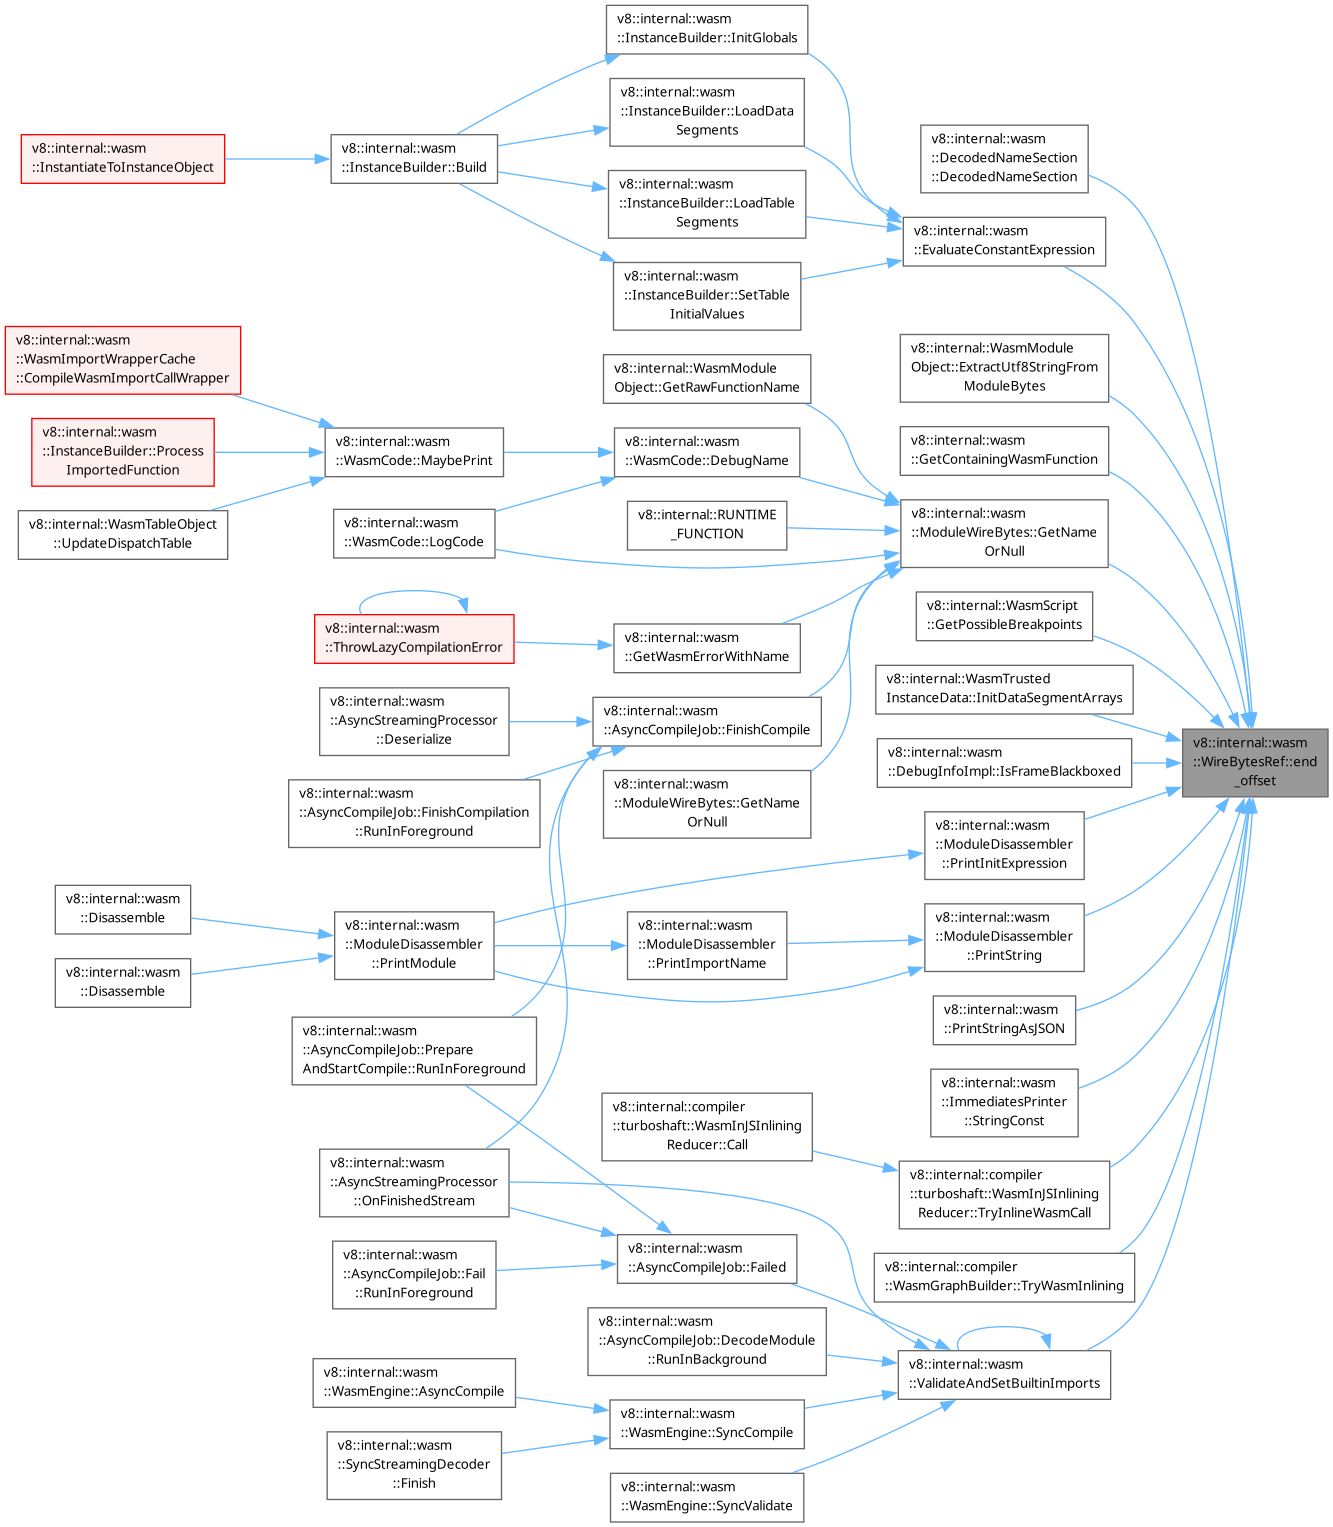 v8::internal::wasm
::InstanceBuilder::InitGlobals
v8::internal::wasm
::InstanceBuilder::LoadData
Segments
v8::internal::wasm
::DecodedNameSection
::DecodedNameSection
v8::internal::wasm
::InstantiateToInstanceObject
v8::internal::wasm
::InstanceBuilder::Build
v8::internal::wasm
::InstanceBuilder::LoadTable
Segments
v8::internal::wasm
::EvaluateConstantExpression
v8::internal::wasm
::InstanceBuilder::SetTable
InitialValues
v8::internal::wasm
::WasmImportWrapperCache
::CompileWasmImportCallWrapper
v8::internal::WasmModule
Object::ExtractUtf8StringFrom
ModuleBytes
v8::internal::WasmModule
Object::GetRawFunctionName
v8::internal::wasm
::InstanceBuilder::Process
ImportedFunction
v8::internal::wasm
::WasmCode::MaybePrint
v8::internal::wasm
::WasmCode::DebugName
v8::internal::wasm
::GetContainingWasmFunction
v8::internal::WasmTableObject
::UpdateDispatchTable
v8::internal::wasm
::WasmCode::LogCode
v8::internal::RUNTIME
_FUNCTION
v8::internal::wasm
::ModuleWireBytes::GetName
OrNull
v8::internal::WasmScript
::GetPossibleBreakpoints
v8::internal::wasm
::ThrowLazyCompilationError
v8::internal::wasm
::GetWasmErrorWithName
v8::internal::WasmTrusted
InstanceData::InitDataSegmentArrays
v8::internal::wasm
::AsyncStreamingProcessor
::Deserialize
v8::internal::wasm
::AsyncCompileJob::FinishCompile
v8::internal::wasm
::WireBytesRef::end
_offset
v8::internal::wasm
::DebugInfoImpl::IsFrameBlackboxed
v8::internal::wasm
::AsyncCompileJob::FinishCompilation
::RunInForeground
v8::internal::wasm
::ModuleWireBytes::GetName
OrNull
v8::internal::wasm
::ModuleDisassembler
::PrintInitExpression
v8::internal::wasm
::Disassemble
v8::internal::wasm
::ModuleDisassembler
::PrintModule
v8::internal::wasm
::ModuleDisassembler
::PrintImportName
v8::internal::wasm
::ModuleDisassembler
::PrintString
v8::internal::wasm
::Disassemble
v8::internal::wasm
::PrintStringAsJSON
v8::internal::wasm
::AsyncCompileJob::Prepare
AndStartCompile::RunInForeground
v8::internal::wasm
::ImmediatesPrinter
::StringConst
v8::internal::compiler
::turboshaft::WasmInJSInlining
Reducer::Call
v8::internal::wasm
::AsyncStreamingProcessor
::OnFinishedStream
v8::internal::compiler
::turboshaft::WasmInJSInlining
Reducer::TryInlineWasmCall
v8::internal::wasm
::AsyncCompileJob::Fail
::RunInForeground
v8::internal::wasm
::AsyncCompileJob::Failed
v8::internal::compiler
::WasmGraphBuilder::TryWasmInlining
v8::internal::wasm
::AsyncCompileJob::DecodeModule
::RunInBackground
v8::internal::wasm
::ValidateAndSetBuiltinImports
v8::internal::wasm
::WasmEngine::AsyncCompile
v8::internal::wasm
::WasmEngine::SyncCompile
v8::internal::wasm
::SyncStreamingDecoder
::Finish
v8::internal::wasm
::WasmEngine::SyncValidate